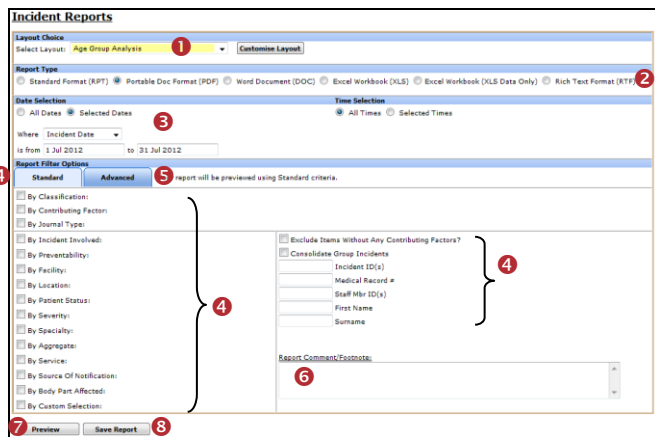 Incident Reports
Layout Choice
Select Layout: Age Group Analysis 1 Customise Layout
Report Type
Standard Format (RPT) Portable Doc Format (PDF) Word Document (DOC) Excel Workbook (XLS) Excel Workbook (XLS Data Only) Rich Text Format (RTF) 2
Date Selection Time Selection
All Dates Selected Dates 3 All Times Selected Times
Where Incident Date
is from 1 Jul 2012 to 31 Jul 2012
Report Filter Options
4 Standard Advanced 5 report will be previewed using Standard criteria.
By Classification:
By Contributing Factor:
By Journal Type:
By Incident Involved: Exclude Items Without Any Contributing Factors?
By Preventability: Consolidate Group Incidents
By Facility: Incident ID(s) 4
By Location: Medical Record #
By Patient Status: Staff Mbr ID(s)
By Severity: 4 First Name
By Specialty: Surname
By Aggregate:
By Service: Report Comment/Footnote:
By Source Of Notification: 6
By Body Part Affected:
By Custom Selection:
7 Preview Save Report 8